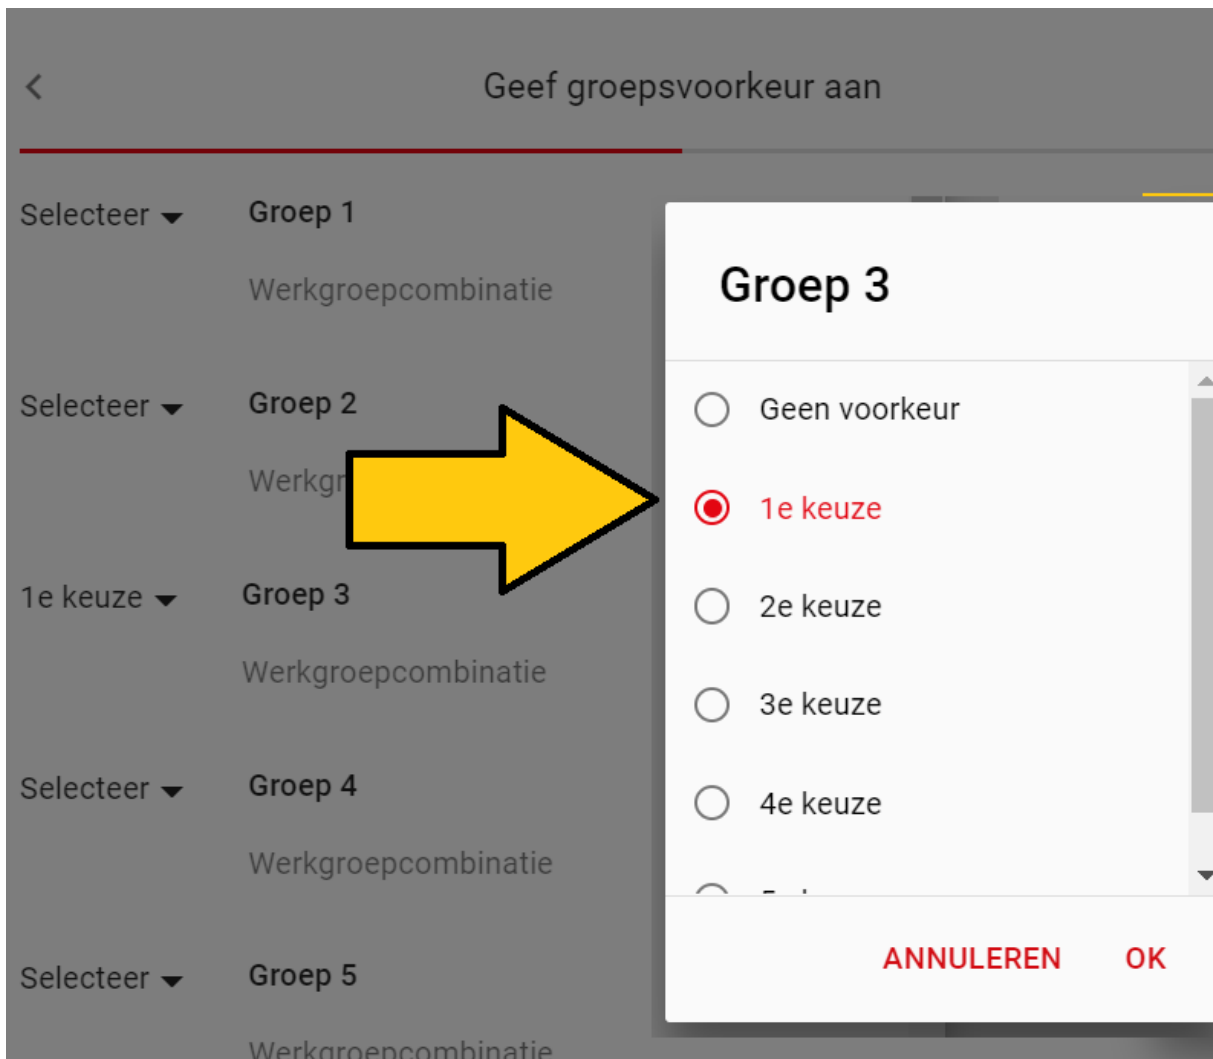 Geef groepsvoorkeur aan
Selecteer Groep 1
Werkgroepcombinatie
Selecteer Groep 2
1e keuze Groep 3
Werkgroepcombinatie
Selecteer Groep 4
Werkgroepcombinatie
Selecteer Groep 5
Werkgroepcombinatie
Groep 3
Geen voorkeur
1e keuze
2e keuze
3e keuze
4e keuze
ANNULEREN OK